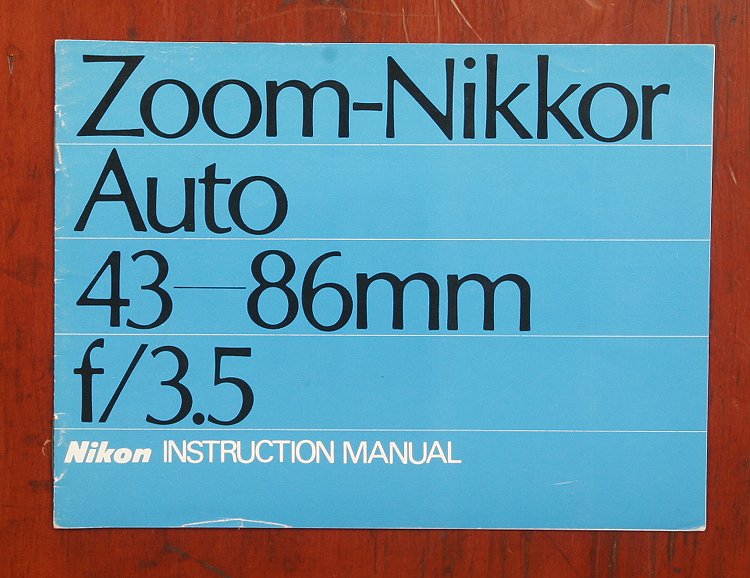 Zoom-Nikkor
Auto
43—86mm
f/3.5
Nikon INSTRUCTION MANUAL